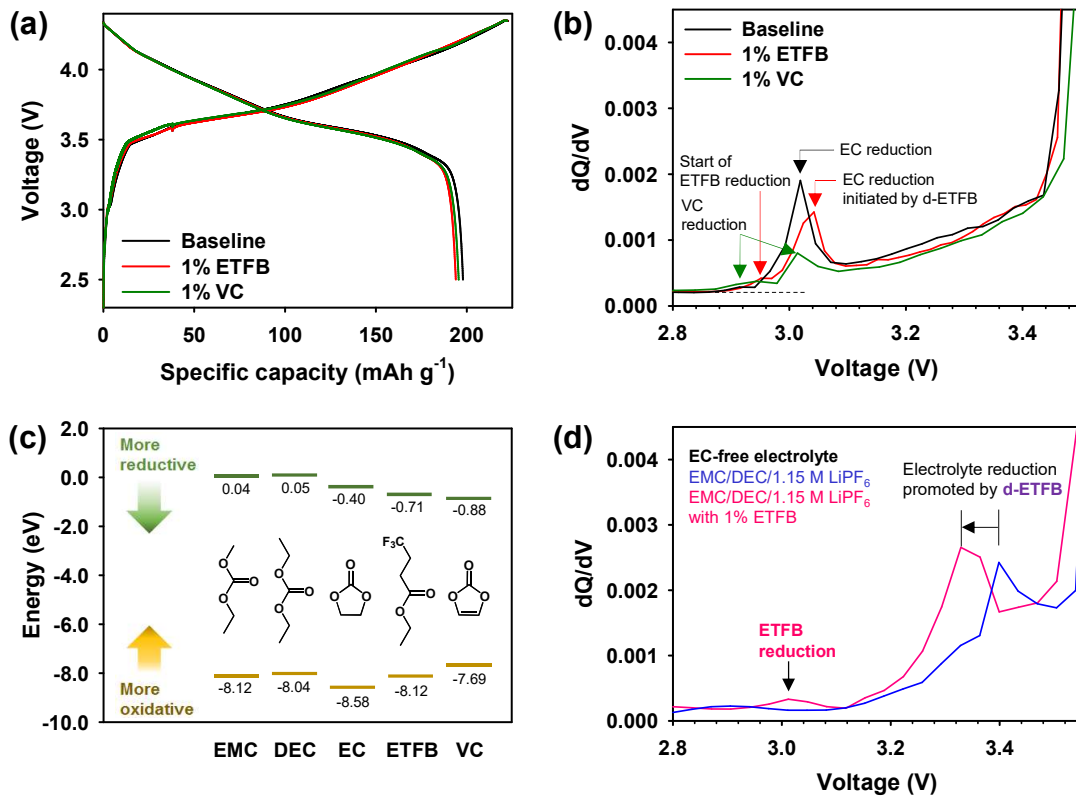 (a)
Voltage (V)
4.0
3.5
3.0
2.5
Baseline
1% ETFB
1% VC
0
50
100
150
200
Specific capacity (mAh g⁻¹)
(b)
dQ/dV
0.004
0.003
0.002
0.001
0.000
Baseline
1% ETFB
1% VC
Start of
ETFB reduction
VC
reduction
EC reduction
EC reduction
initiated by d-ETFB
2.8
3.0
3.2
3.4
Voltage (V)
(c)
Energy (eV)
2.0
0.0
-2.0
-4.0
-6.0
-8.0
-10.0
More
reductive
0.04
0.05
-0.40
-0.71
-0.88
O
O
O
O
O
O
O
O
O
F₃C
O
O
O
O
O
More
oxidative
-8.12
-8.04
-8.58
-8.12
-7.69
EMC
DEC
EC
ETFB
VC
(d)
dQ/dV
0.004
0.003
0.002
0.001
0.000
EC-free electrolyte
EMC/DEC/1.15 M LiPF₆
EMC/DEC/1.15 M LiPF₆
with 1% ETFB
Electrolyte reduction
promoted by d-ETFB
ETFB
reduction
2.8
3.0
3.2
3.4
Voltage (V)